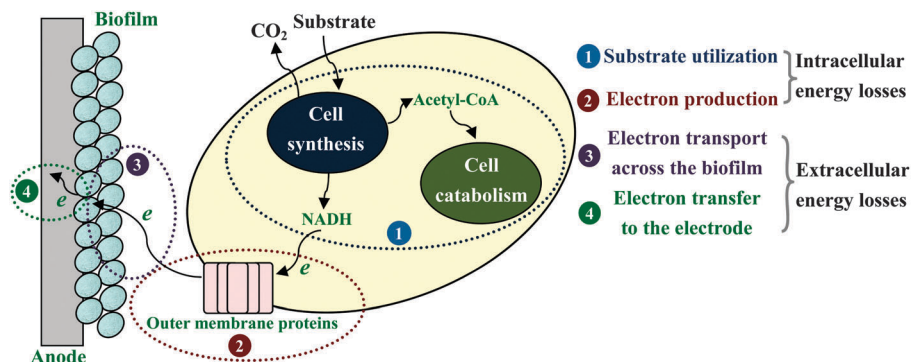 Biofilm
CO2
Substrate
Cell
synthesis
Acetyl-CoA
Cell
catabolism
NADH
1
e
Outer membrane proteins
2
3
4
e
e
Anode
1 Substrate utilization
2 Electron production
Intracellular
energy losses
3 Electron transport
across the biofilm
4 Electron transfer
to the electrode
Extracellular
energy losses